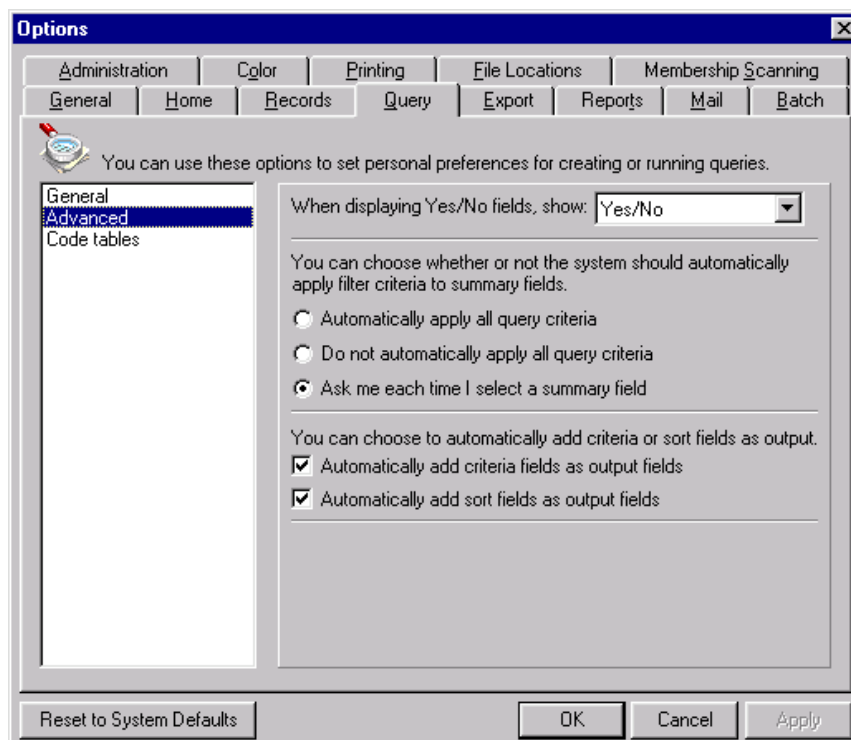 Options
Administration Color Printing File Locations Membership Scanning
General Home Records Query Export Reports Mail Batch
You can use these options to set personal preferences for creating or running queries.
General
Advanced
Code tables
When displaying Yes/No fields, show: Yes/No
You can choose whether or not the system should automatically
apply filter criteria to summary fields.
Automatically apply all query criteria
Do not automatically apply all query criteria
Ask me each time I select a summary field
You can choose to automatically add criteria or sort fields as output.
Automatically add criteria fields as output fields
Automatically add sort fields as output fields
Reset to System Defaults OK Cancel Apply